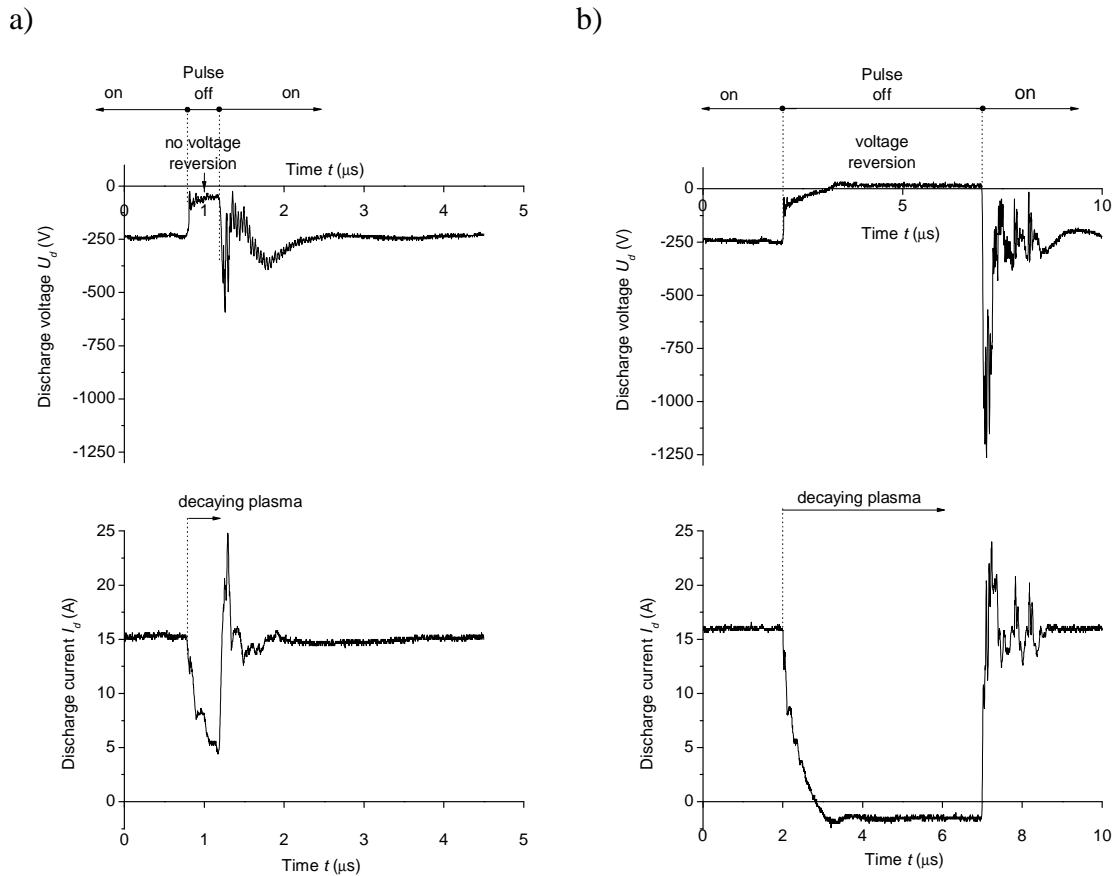 a)
Pulse
on off on
no voltage
reversion
Time t (μs)
0
0 1 2 3 4 5
-250
-500
-750
-1000
-1250
Discharge voltage U_d (V)
decaying plasma
25
20
15
10
5
0
Discharge current I_d (A)
0 1 2 3 4 5
Time t (μs)
b)
Pulse
on off on
voltage
reversion
0
0 5 10
Time t (μs)
-250
-500
-750
-1000
-1250
Discharge voltage U_d (V)
decaying plasma
25
20
15
10
5
0
Discharge current I_d (A)
0 2 4 6 8 10
Time t (μs)